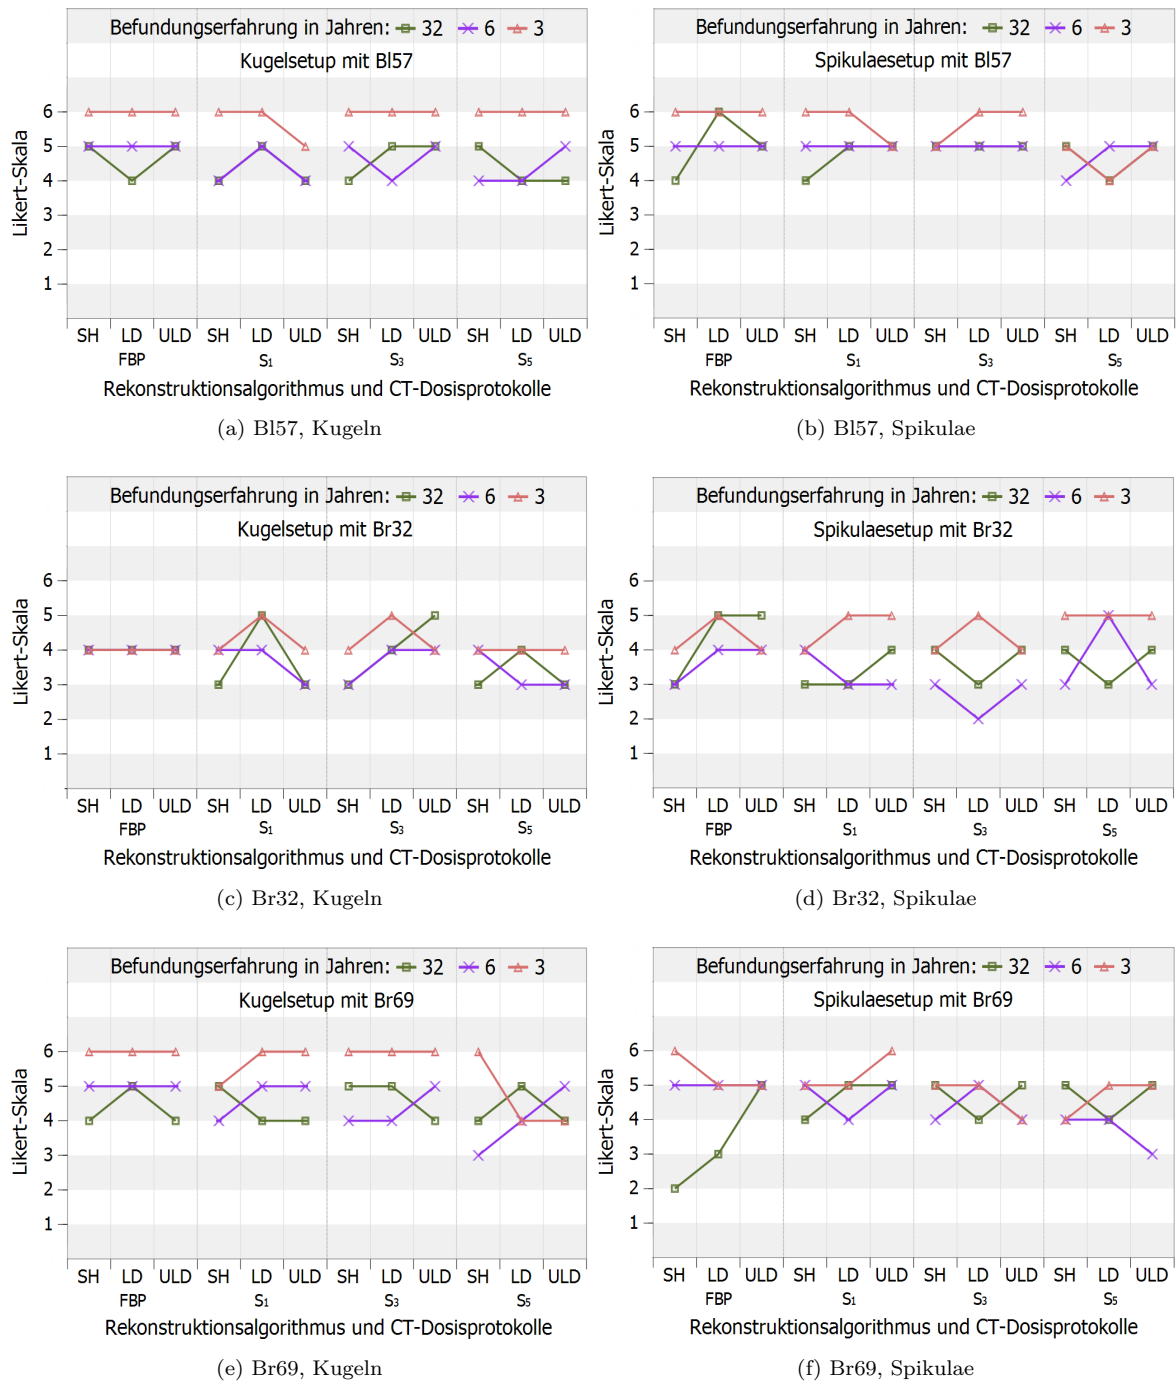 Befundungserfahrung in Jahren: 32 6 3
Kugelsetup mit Bl57
Likert-Skala
6
5
4
3
2
1
SH LD ULD SH LD ULD SH LD ULD SH LD ULD
FBP S1 S3 S5
Rekonstruktionsalgorithmus und CT-Dosisprotokolle
(a) Bl57, Kugeln
Befundungserfahrung in Jahren: 32 6 3
Spikulaesetup mit Bl57
Likert-Skala
6
5
4
3
2
1
SH LD ULD SH LD ULD SH LD ULD SH LD ULD
FBP S1 S3 S5
Rekonstruktionsalgorithmus und CT-Dosisprotokolle
(b) Bl57, Spikulae
Befundungserfahrung in Jahren: 32 6 3
Kugelsetup mit Br32
Likert-Skala
6
5
4
3
2
1
SH LD ULD SH LD ULD SH LD ULD SH LD ULD
FBP S1 S3 S5
Rekonstruktionsalgorithmus und CT-Dosisprotokolle
(c) Br32, Kugeln
Befundungserfahrung in Jahren: 32 6 3
Spikulaesetup mit Br32
Likert-Skala
6
5
4
3
2
1
SH LD ULD SH LD ULD SH LD ULD SH LD ULD
FBP S1 S3 S5
Rekonstruktionsalgorithmus und CT-Dosisprotokolle
(d) Br32, Spikulae
Befundungserfahrung in Jahren: 32 6 3
Kugelsetup mit Br69
Likert-Skala
6
5
4
3
2
1
SH LD ULD SH LD ULD SH LD ULD SH LD ULD
FBP S1 S3 S5
Rekonstruktionsalgorithmus und CT-Dosisprotokolle
(e) Br69, Kugeln
Befundungserfahrung in Jahren: 32 6 3
Spikulaesetup mit Br69
Likert-Skala
6
5
4
3
2
1
SH LD ULD SH LD ULD SH LD ULD SH LD ULD
FBP S1 S3 S5
Rekonstruktionsalgorithmus und CT-Dosisprotokolle
(f) Br69, Spikulae